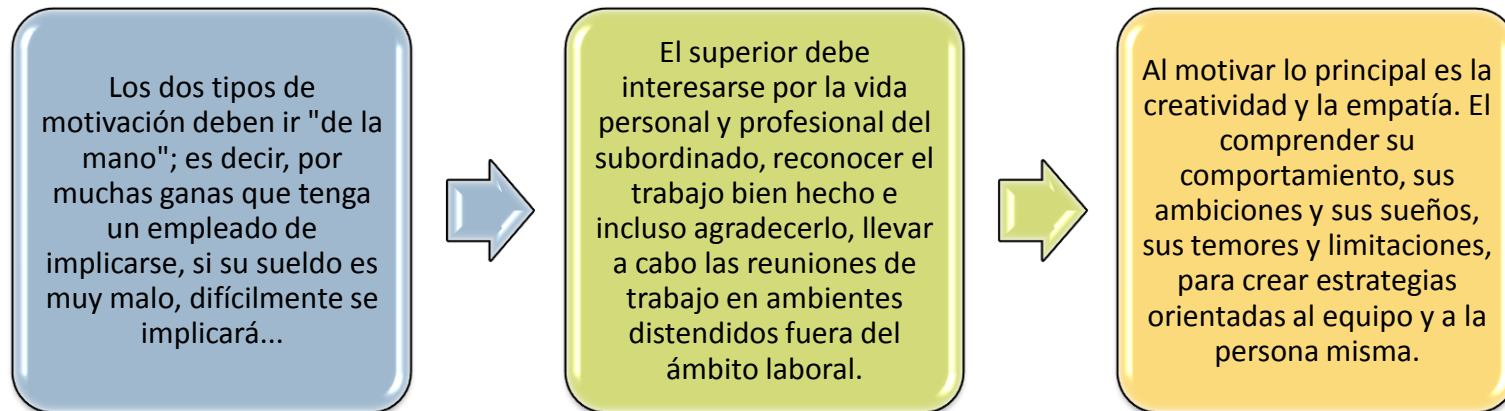 Los dos tipos de
motivación deben ir "de la
mano"; es decir, por
muchas ganas que tenga
un empleado de
implicarse, si su sueldo es
muy malo, difícilmente se
implicará...
El superior debe
interesarse por la vida
personal y profesional del
subordinado, reconocer el
trabajo bien hecho e
incluso agradecerlo, llevar
a cabo las reuniones de
trabajo en ambientes
distendidos fuera del
ámbito laboral.
Al motivar lo principal es la
creatividad y la empatía. El
comprender su
comportamiento, sus
ambiciones y sus sueños,
sus temores y limitaciones,
para crear estrategias
orientadas al equipo y a la
persona misma.